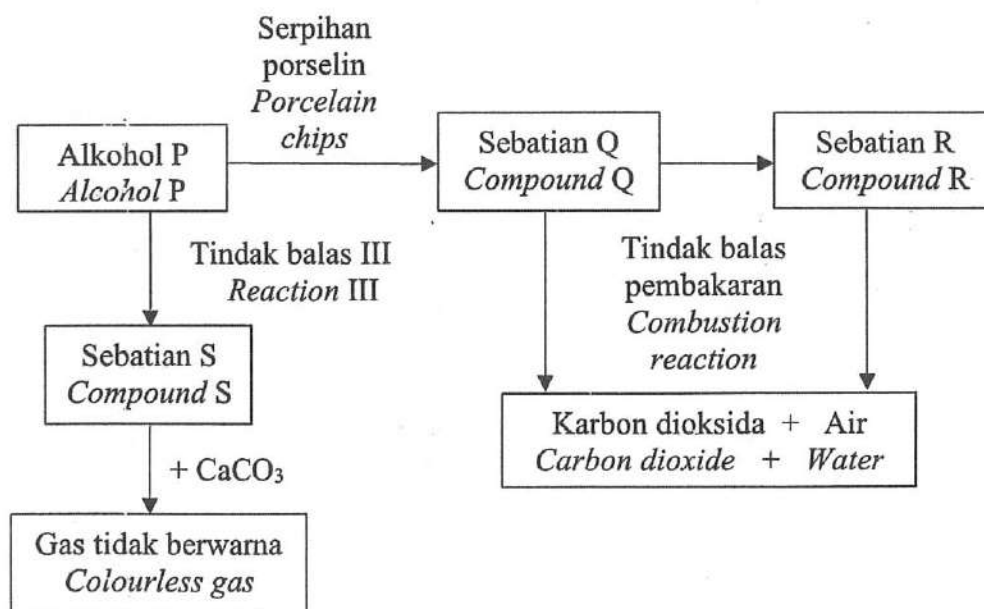 Serpihan
porselin
Porcelain
chips
Alkohol P
Alcohol P
Sebatian Q
Compound Q
Sebatian R
Compound R
Tindak balas III
Reaction III
Tindak balas
pembakaran
Combustion
reaction
Sebatian S
Compound S
Karbon dioksida + Air
Carbon dioxide + Water
+ CaCO₃
Gas tidak berwarna
Colourless gas